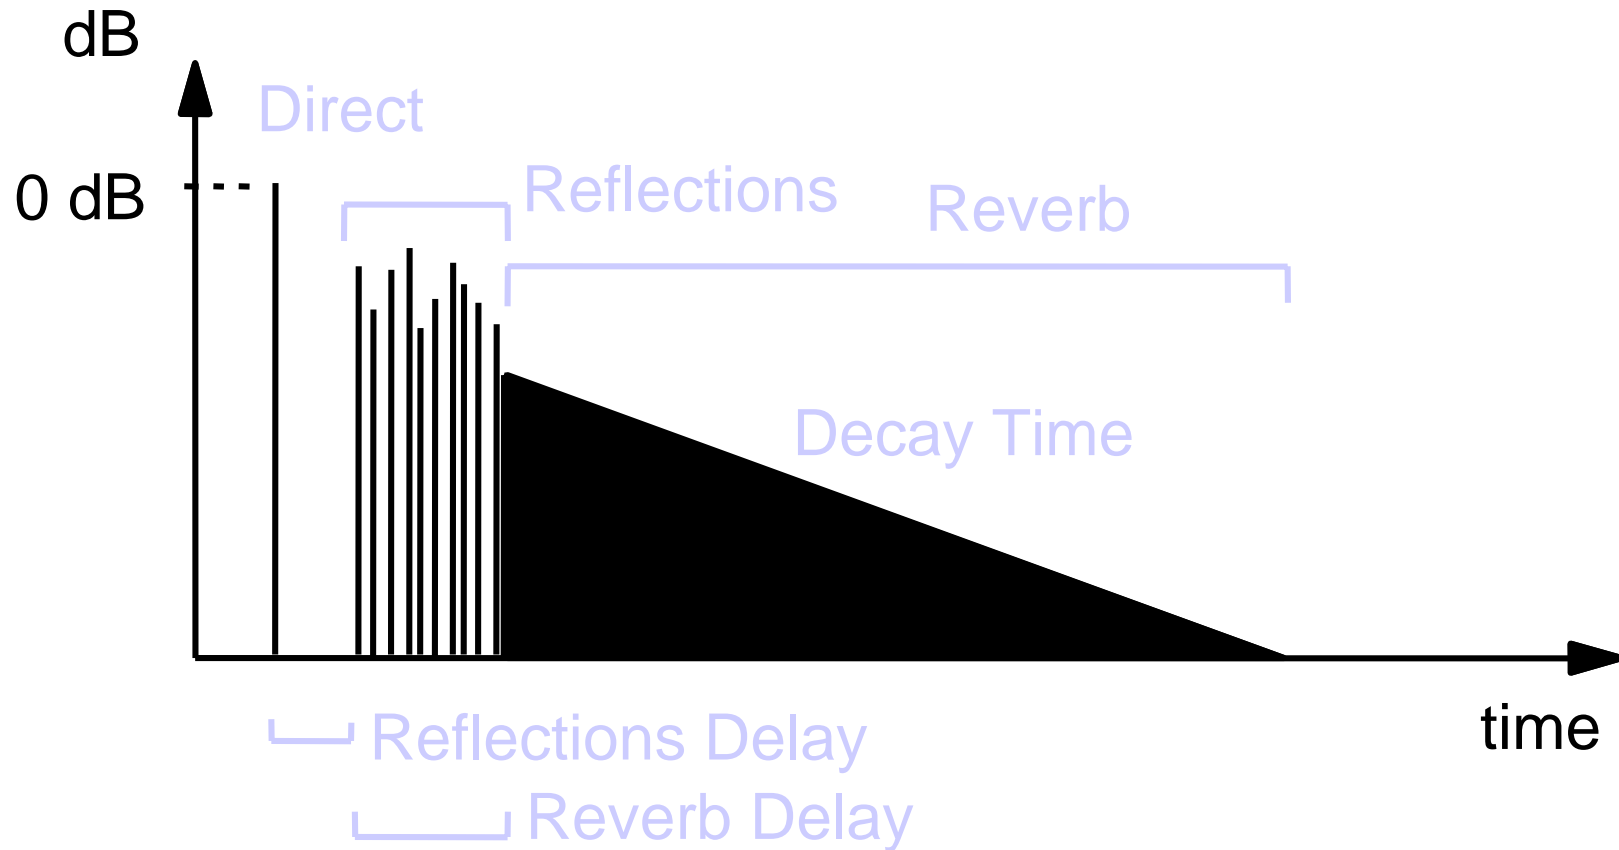 dB
Direct
Reflections
Reverb
0 dB
Decay Time
time
Reflections Delay
Reverb Delay